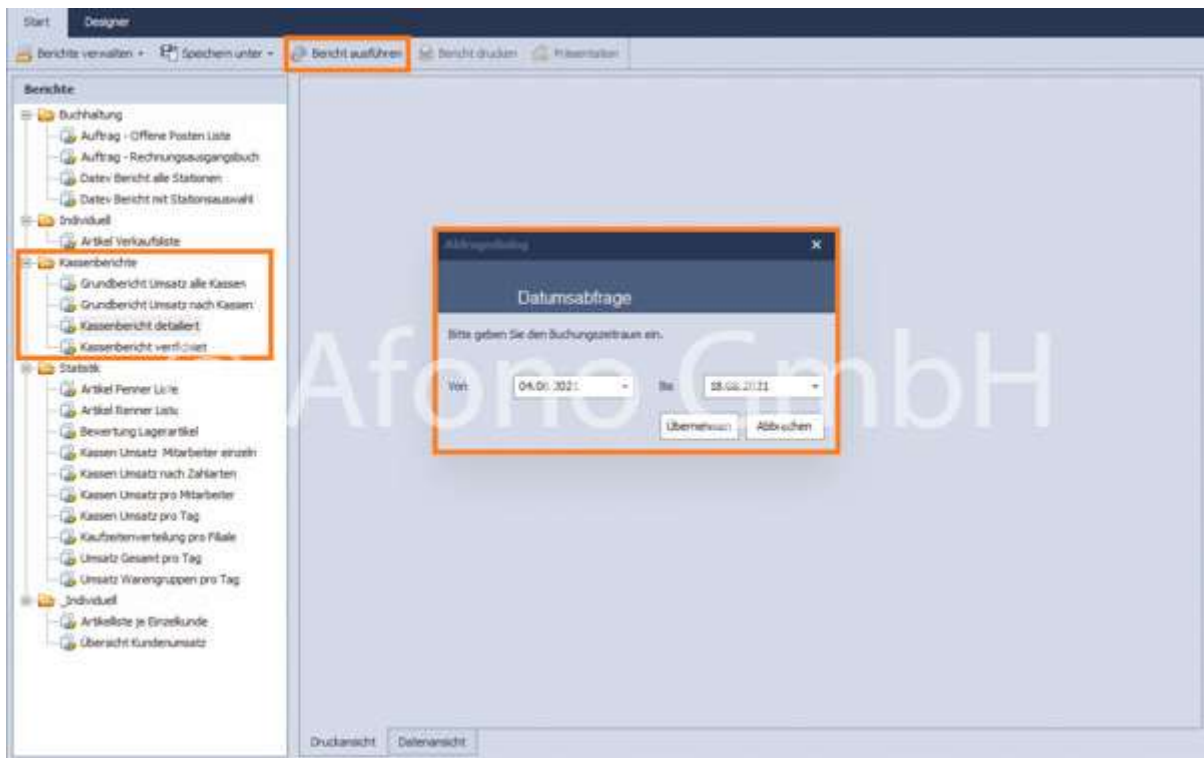 Start Designer
Berichte verwalten Speichern unter Bericht ausführen Bericht drucken Präsentation
Berichte
Buchhaltung
Auftrag - Offene Posten Liste
Auftrag - Rechnungsausgangsbuch
Datev Bericht alle Stationen
Datev Bericht mit Stationsauswahl
Individuell
Artikel Verkaufsliste
Kassenberichte
Grundbericht Umsatz alle Kassen
Grundbericht Umsatz nach Kassen
Kassenbericht detailiert
Kassenbericht verdichtet
Statistik
Artikel Penner Liste
Artikel Renner Liste
Bewertung Lagerartikel
Kassen Umsatz Mitarbeiter einzeln
Kassen Umsatz nach Zahlarten
Kassen Umsatz pro Mitarbeiter
Kassen Umsatz pro Tag
Kaufzeitenverteilung pro Filiale
Umsatz Gesamt pro Tag
Umsatz Warengruppen pro Tag
_Individuell
Artikelliste je Einzelkunde
Übersicht Kundenumsatz
Abfragedialog
Datumsabfrage
Bitte geben Sie den Buchungszeitraum ein.
Von Bis
Übernehmen Abbrechen
Afono GmbH
Druckansicht Datenansicht